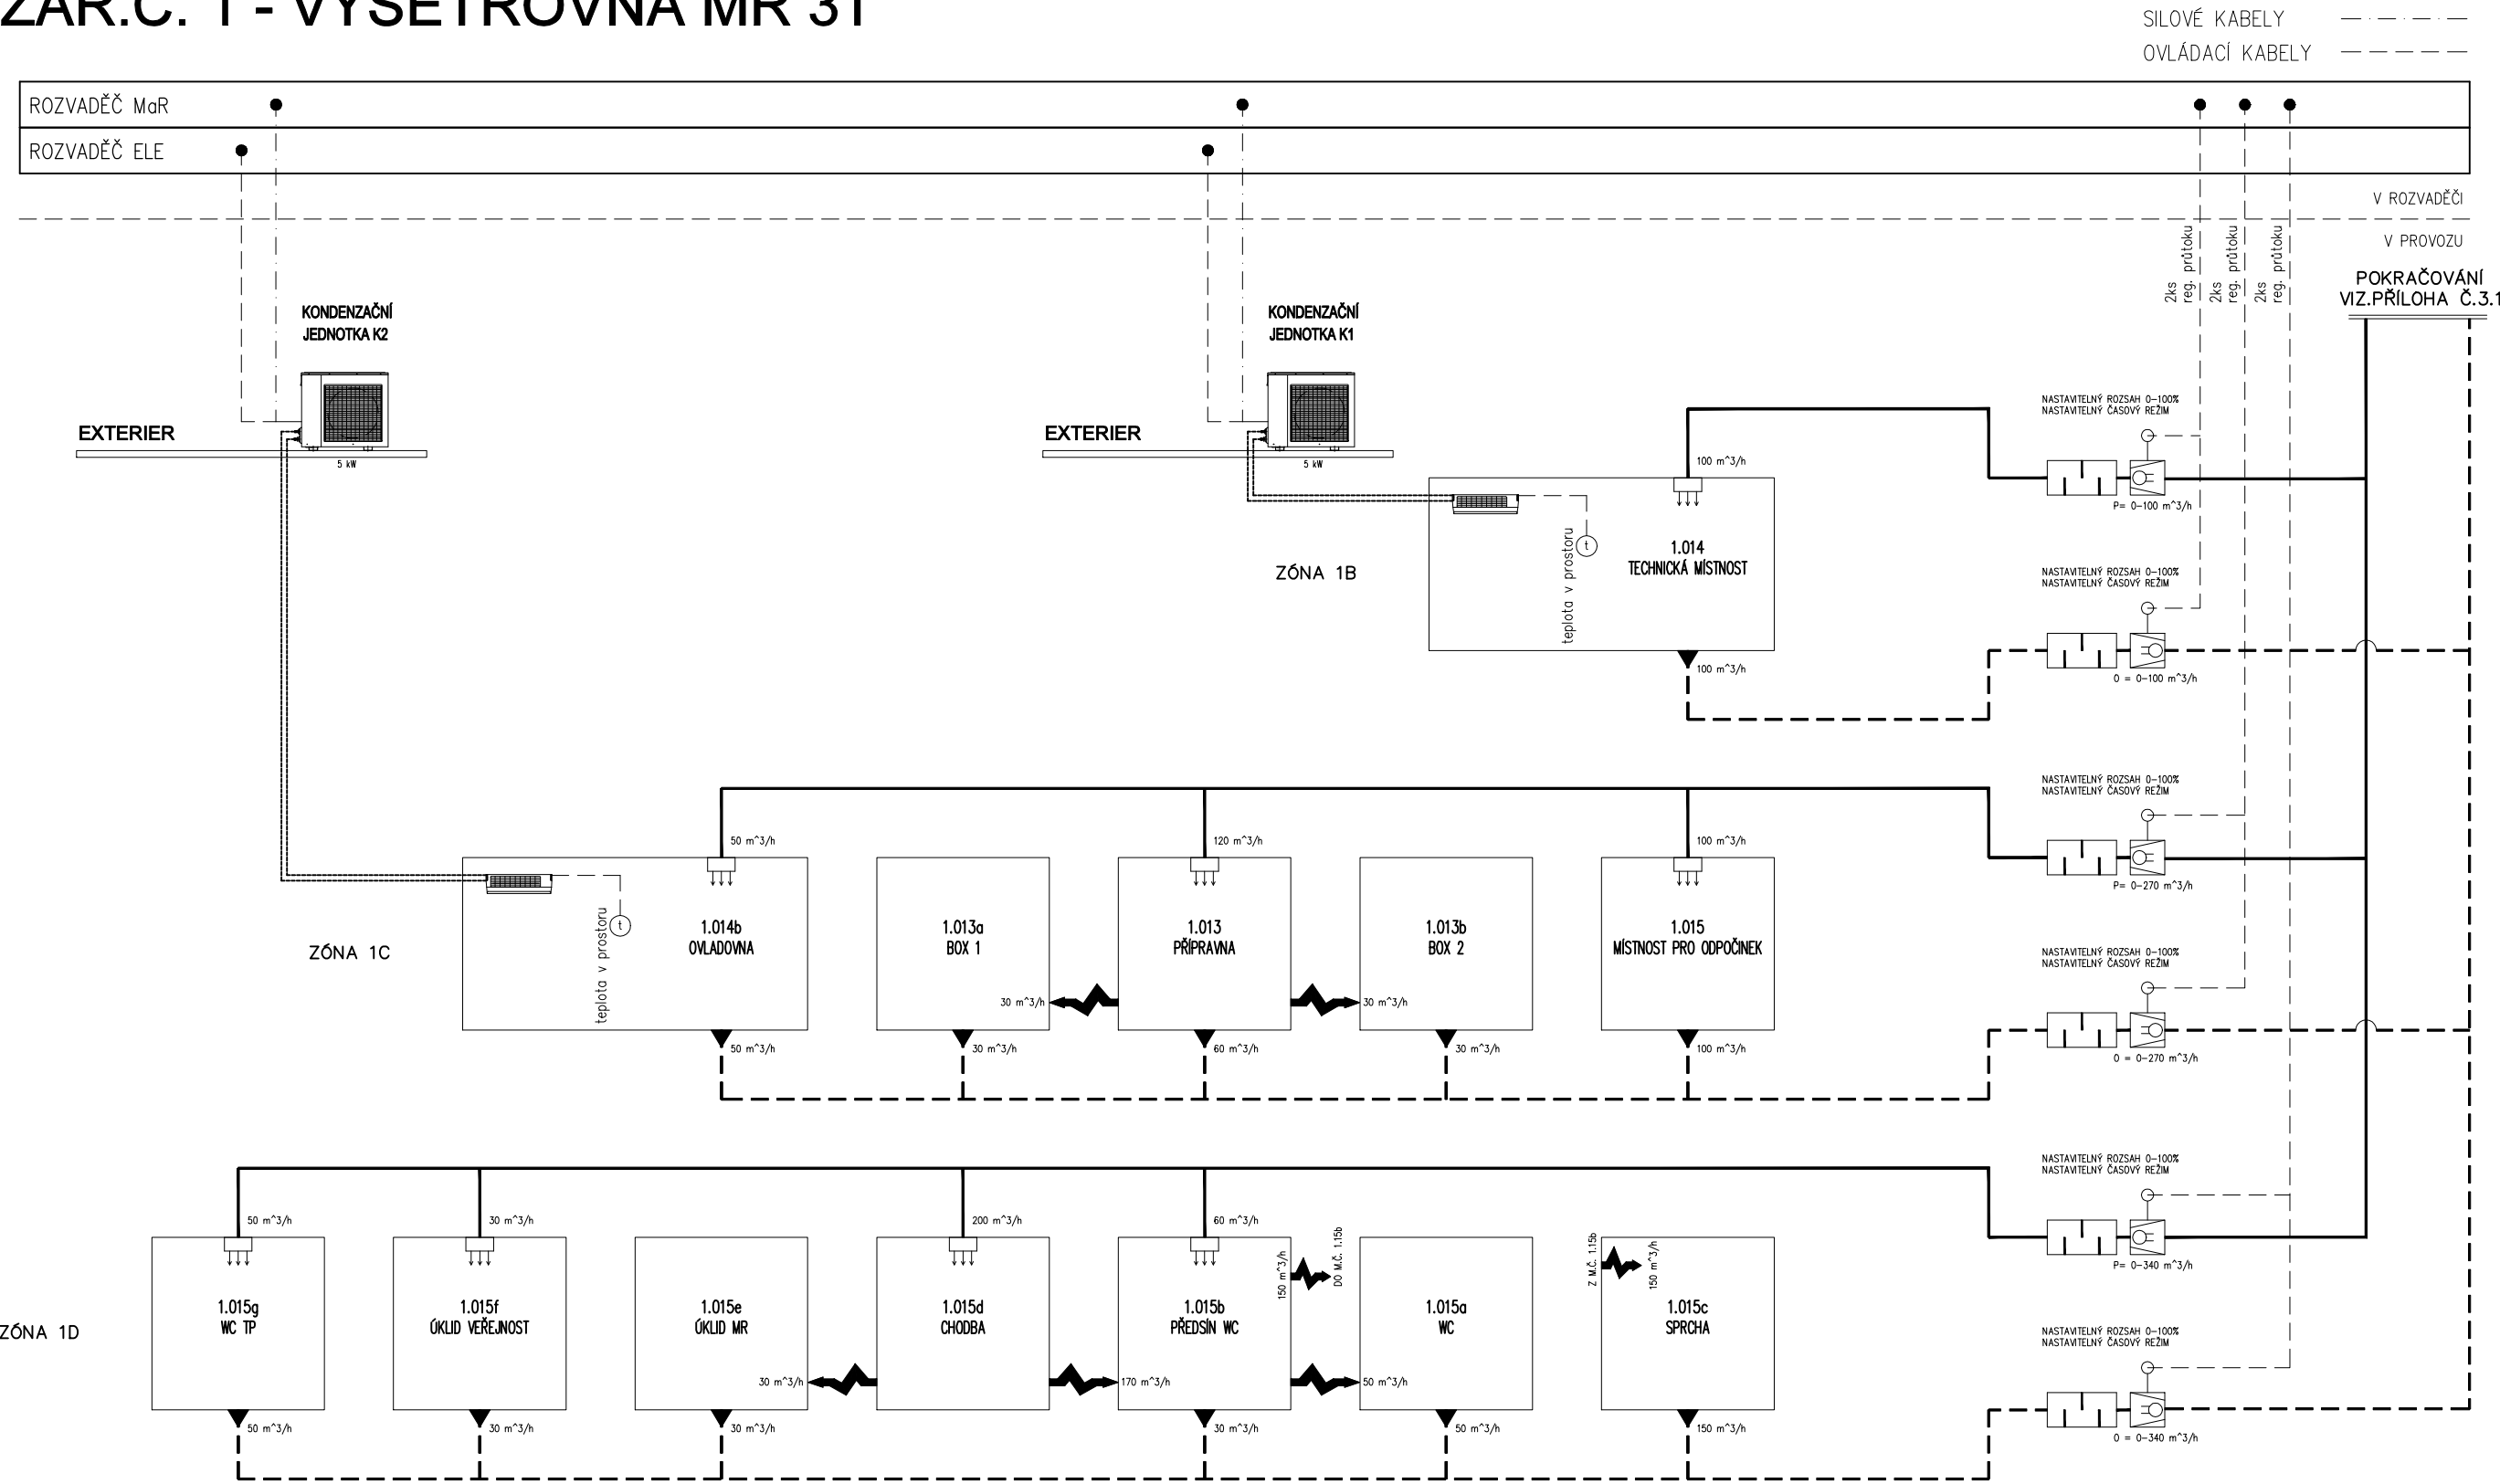 ZAŘ.Č. 1 - VYŠETŘOVNA MR 3T
SILOVÉ KABELY
OVLÁDACÍ KABELY
ROZVADĚČ MaR
ROZVADĚČ ELE
V ROZVADĚČI
V PROVOZU
2ks
reg. průtoku
2ks
reg. průtoku
2ks
reg. průtoku
POKRAČOVÁNÍ
VIZ.PŘÍLOHA Č.3.1
KONDENZAČNÍ
JEDNOTKA K2
EXTERIER
5 kW
KONDENZAČNÍ
JEDNOTKA K1
EXTERIER
5 kW
ZÓNA 1B
teplota v prostoru
t
100 m^3/h
1.014
TECHNICKÁ MÍSTNOST
100 m^3/h
NASTAVITELNÝ ROZSAH 0-100%
NASTAVITELNÝ ČASOVÝ REŽIM
P= 0-100 m^3/h
NASTAVITELNÝ ROZSAH 0-100%
NASTAVITELNÝ ČASOVÝ REŽIM
O = 0-100 m^3/h
ZÓNA 1C
teplota v prostoru
t
50 m^3/h
1.014b
OVLADOVNA
50 m^3/h
1.013a
BOX 1
30 m^3/h
30 m^3/h
120 m^3/h
1.013
PŘÍPRAVNA
60 m^3/h
1.013b
BOX 2
30 m^3/h
30 m^3/h
100 m^3/h
1.015
MÍSTNOST PRO ODPOČINEK
100 m^3/h
NASTAVITELNÝ ROZSAH 0-100%
NASTAVITELNÝ ČASOVÝ REŽIM
P= 0-270 m^3/h
NASTAVITELNÝ ROZSAH 0-100%
NASTAVITELNÝ ČASOVÝ REŽIM
O = 0-270 m^3/h
ZÓNA 1D
50 m^3/h
1.015g
WC TP
50 m^3/h
30 m^3/h
1.015f
ÚKLID VEŘEJNOST
30 m^3/h
1.015e
ÚKLID MR
30 m^3/h
30 m^3/h
200 m^3/h
1.015d
CHODBA
60 m^3/h
1.015b
PŘEDSÍN WC
170 m^3/h
30 m^3/h
150 m^3/h
DO M.Č. 1.15b
1.015a
WC
50 m^3/h
50 m^3/h
Z M.Č. 1.15b
150 m^3/h
1.015c
SPRCHA
150 m^3/h
NASTAVITELNÝ ROZSAH 0-100%
NASTAVITELNÝ ČASOVÝ REŽIM
P= 0-340 m^3/h
NASTAVITELNÝ ROZSAH 0-100%
NASTAVITELNÝ ČASOVÝ REŽIM
O = 0-340 m^3/h